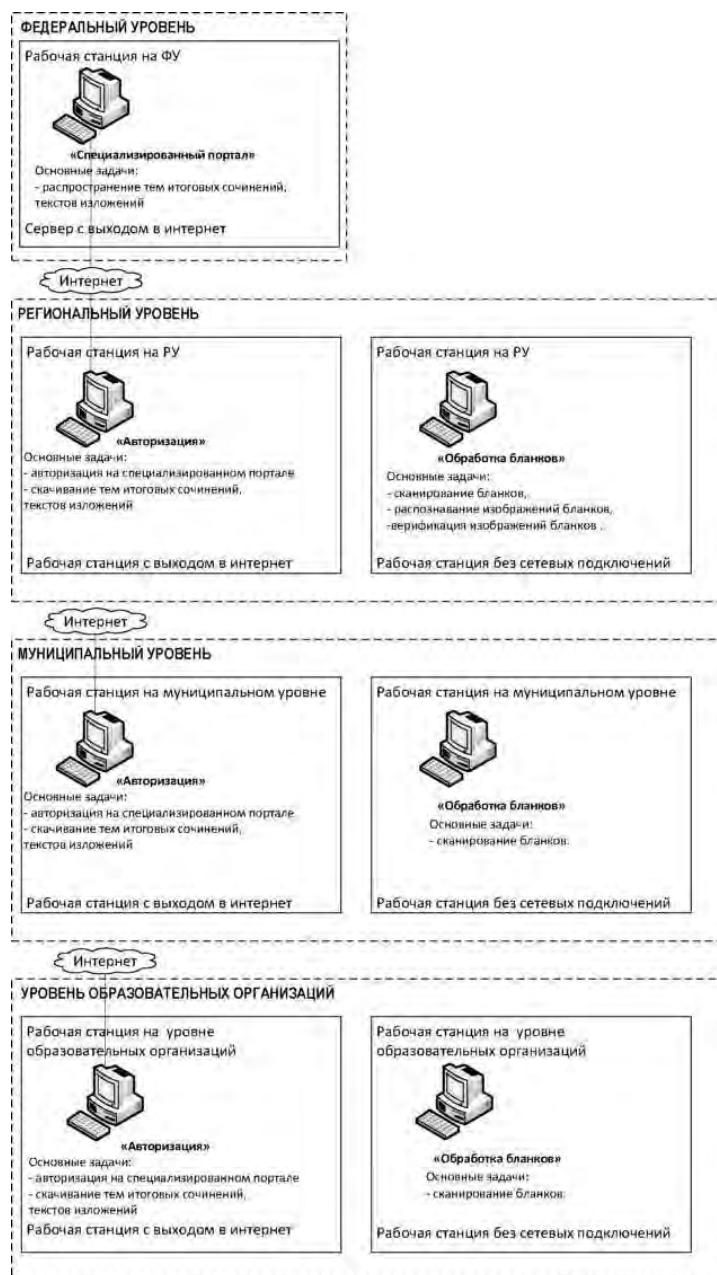 ФЕДЕРАЛЬНЫЙ УРОВЕНЬ
Рабочая станция на ФУ
«Специализированный портал»
Основные задачи:
- распространение тем итоговых сочинений,
текстов изложений
Сервер с выходом в интернет
Интернет
РЕГИОНАЛЬНЫЙ УРОВЕНЬ
Рабочая станция на РУ
«Авторизация»
Основные задачи:
- авторизация на специализированном портале
- скачивание тем итоговых сочинений,
текстов изложений
Рабочая станция с выходом в интернет
Рабочая станция на РУ
«Обработка бланков»
Основные задачи:
- сканирование бланков,
- распознавание изображений бланков,
-верификация изображений бланков .
Рабочая станция без сетевых подключений
Интернет
МУНИЦИПАЛЬНЫЙ УРОВЕНЬ
Рабочая станция на муниципальном уровне
«Авторизация»
Основные задачи:
- авторизация на специализированном портале
- скачивание тем итоговых сочинений,
текстов изложений
Рабочая станция с выходом в интернет
Рабочая станция на муниципальном уровне
«Обработка бланков»
Основные задачи:
- сканирование бланков.
Рабочая станция без сетевых подключений
Интернет
УРОВЕНЬ ОБРАЗОВАТЕЛЬНЫХ ОРГАНИЗАЦИЙ
Рабочая станция на уровне
образовательных организаций
«Авторизация»
Основные задачи:
- авторизация на специализированном портале
- скачивание тем итоговых сочинений,
текстов изложений
Рабочая станция с выходом в интернет
Рабочая станция на уровне
образовательных организаций
«Обработка бланков»
Основные задачи:
- сканирование бланков.
Рабочая станция без сетевых подключений